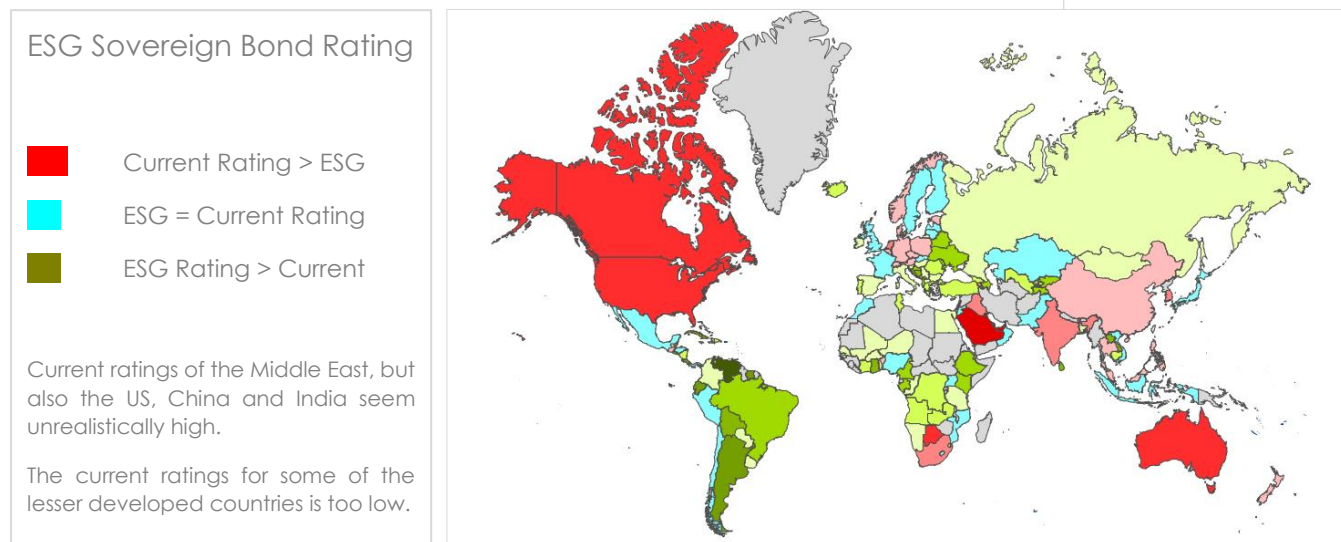 ESG Sovereign Bond Rating
Current Rating > ESG
ESG = Current Rating
ESG Rating > Current
Current ratings of the Middle East, but
also the US, China and India seem
unrealistically high.
The current ratings for some of the
lesser developed countries is too low.